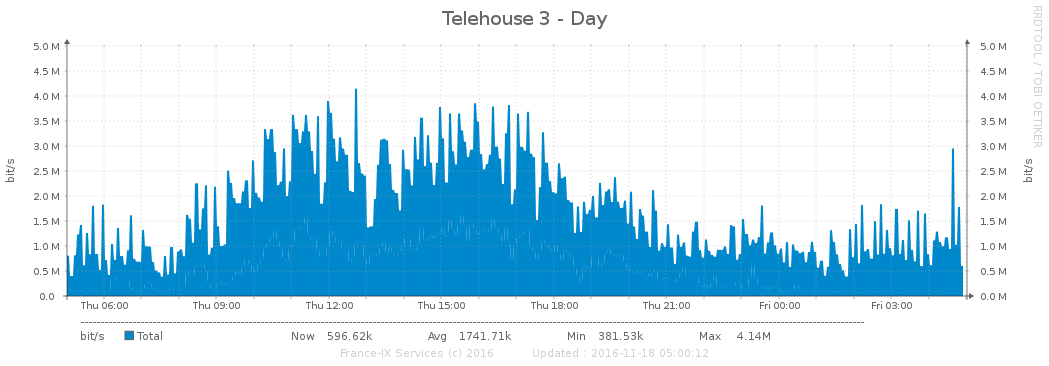 Telehouse 3 - Day
RRDTOOL / TOBI OETIKER
bit/s
5.0 M
4.5 M
4.0 M
3.5 M
3.0 M
2.5 M
2.0 M
1.5 M
1.0 M
0.5 M
0.0
5.0 M
4.5 M
4.0 M
3.5 M
3.0 M
2.5 M
2.0 M
1.5 M
1.0 M
0.5 M
0.0 M
bit/s
Thu 06:00 Thu 09:00 Thu 12:00 Thu 15:00 Thu 18:00 Thu 21:00 Fri 00:00 Fri 03:00
bit/s Total Now 596.62k Avg 1741.71k Min 381.53k Max 4.14M
France-IX Services (c) 2016 Updated : 2016-11-18 05:00:12